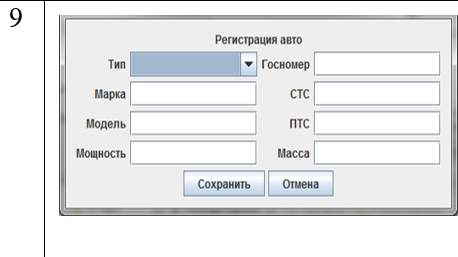 9
Регистрация авто
Тип Госномер
Марка СТС
Модель ПТС
Мощность Масса
Сохранить Отмена